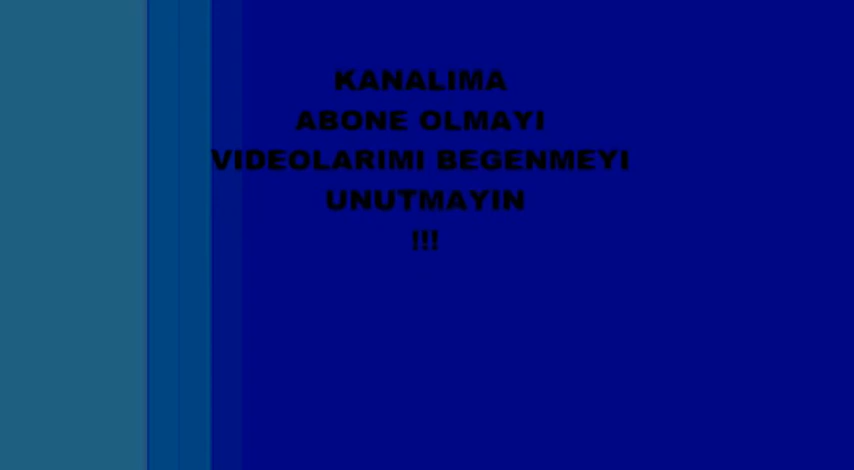 KANALIMA
ABONE OLMAYI
VIDEOLARIMI BEGENMEYI
UNUTMAYIN
!!!